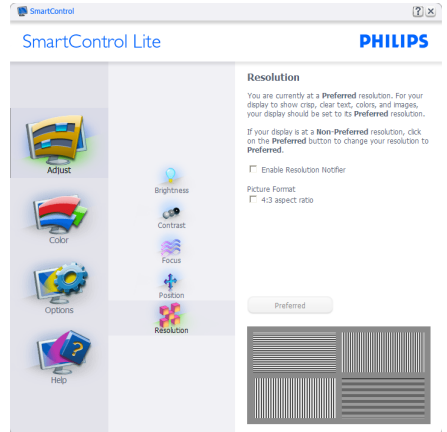 SmartControl
SmartControl Lite
PHILIPS
Adjust
Color
Options
Help
Brightness
Contrast
Focus
Position
Resolution
Resolution
You are currently at a Preferred resolution. For your
display to show crisp, clear text, colors, and images,
your display should be set to its Preferred resolution.
If your display is at a Non-Preferred resolution, click
on the Preferred button to change your resolution to
Preferred.
Enable Resolution Notifier
Picture Format
4:3 aspect ratio
Preferred